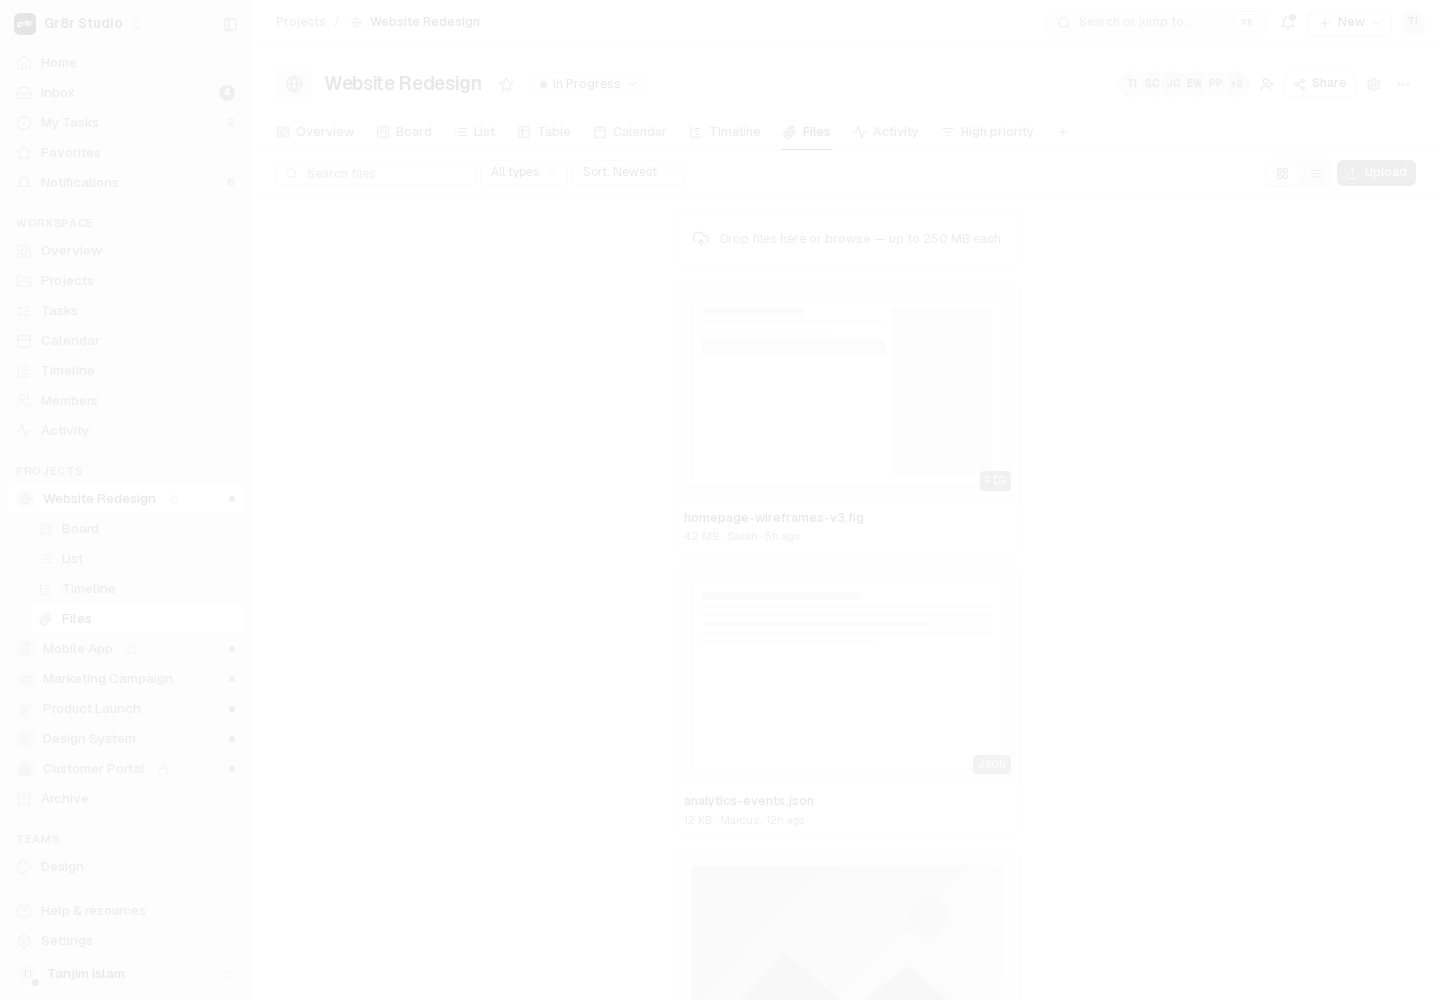 Gr8r Studio
Home
Inbox 4
My Tasks 2
Favorites
Notifications 6
WORKSPACE
Overview
Projects
Tasks
Calendar
Timeline
Members
Activity
PROJECTS
Website Redesign
Board
List
Timeline
Files
Mobile App
Marketing Campaign
Product Launch
Design System
Customer Portal
Archive
TEAMS
Design
Help & resources
Settings
TI Tanjim Islam
Projects / Website Redesign
Search or jump to... ⌘K
New
TI
Website Redesign
In Progress
TI SC JC EW PP +2
Share
Overview Board List Table Calendar Timeline Files Activity High priority +
Search files
All types
Sort: Newest
Upload
Drop files here or browse — up to 250 MB each
FIG
homepage-wireframes-v3.fig
42 MB · Sarah · 5h ago
JSON
analytics-events.json
12 KB · Marcus · 12h ago